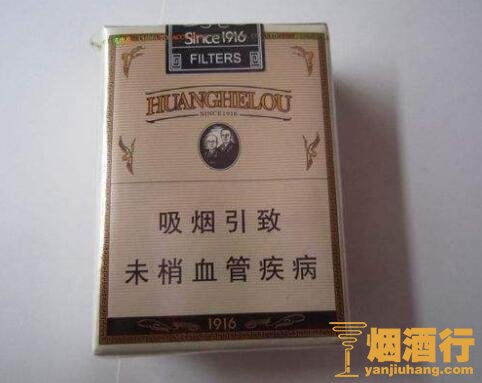 Since 1916
FILTERS
HUANGHELOU
SINCE 1916
吸烟引致
末梢血管疾病
1916
烟酒行
yanjiuhang.com